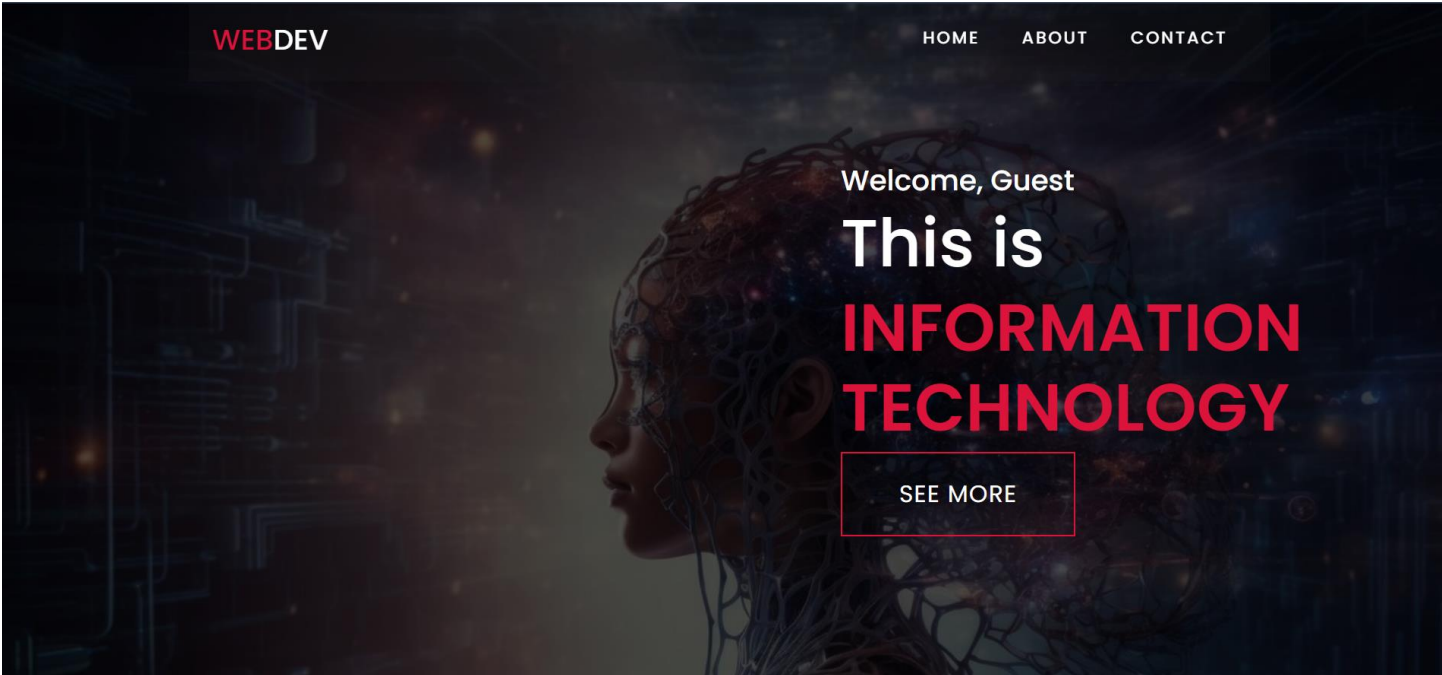 WEBDEV
HOME ABOUT CONTACT
Welcome, Guest
This is
INFORMATION
TECHNOLOGY
SEE MORE